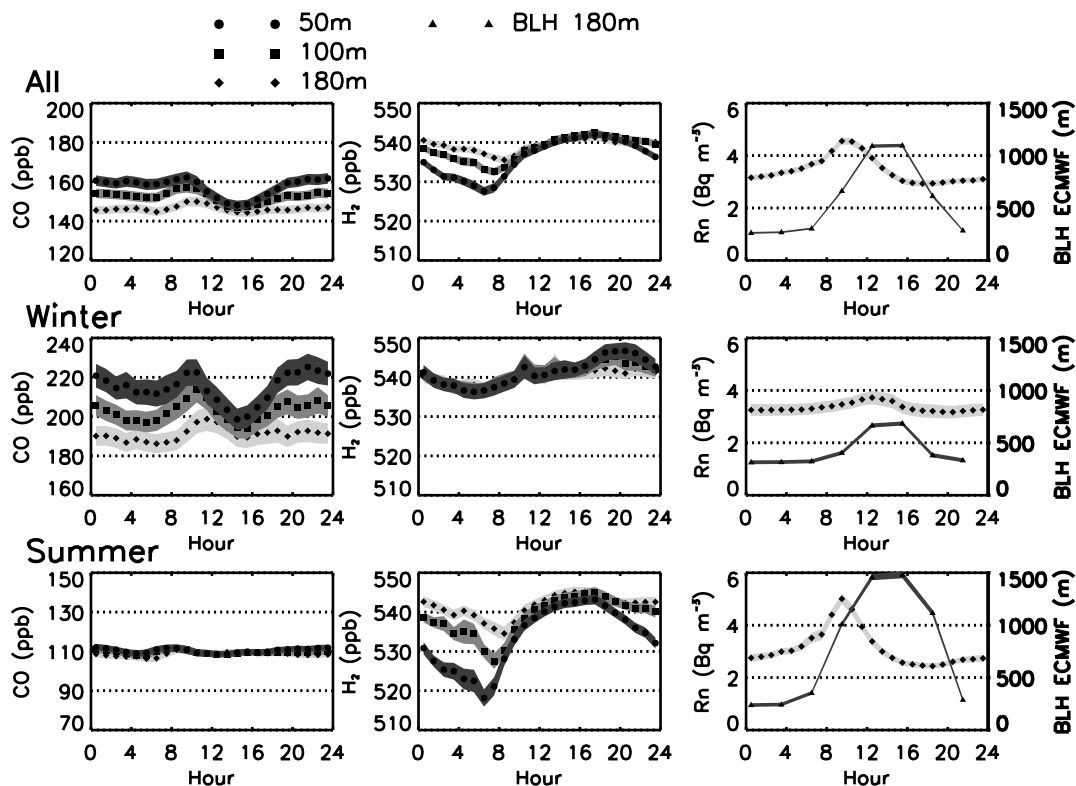 50m BLH 180m
100m
180m
All
200 550 6 1500
180 540 4 1000
160 530 2 500
140 520 0 0
120 510
CO (ppb) H₂ (ppb) Rn (Bq m⁻³) BLH ECMWF (m)
0 4 8 12 16 20 24 0 4 8 12 16 20 24 0 4 8 12 16 20 24
Hour Hour Hour
Winter
240 550 6 1500
220 540 4 1000
200 530 2 500
180 520 0 0
160 510
CO (ppb) H₂ (ppb) Rn (Bq m⁻³) BLH ECMWF (m)
0 4 8 12 16 20 24 0 4 8 12 16 20 24 0 4 8 12 16 20 24
Hour Hour Hour
Summer
150 550 6 1500
130 540 4 1000
110 530 2 500
90 520 0 0
70 510
CO (ppb) H₂ (ppb) Rn (Bq m⁻³) BLH ECMWF (m)
0 4 8 12 16 20 24 0 4 8 12 16 20 24 0 4 8 12 16 20 24
Hour Hour Hour